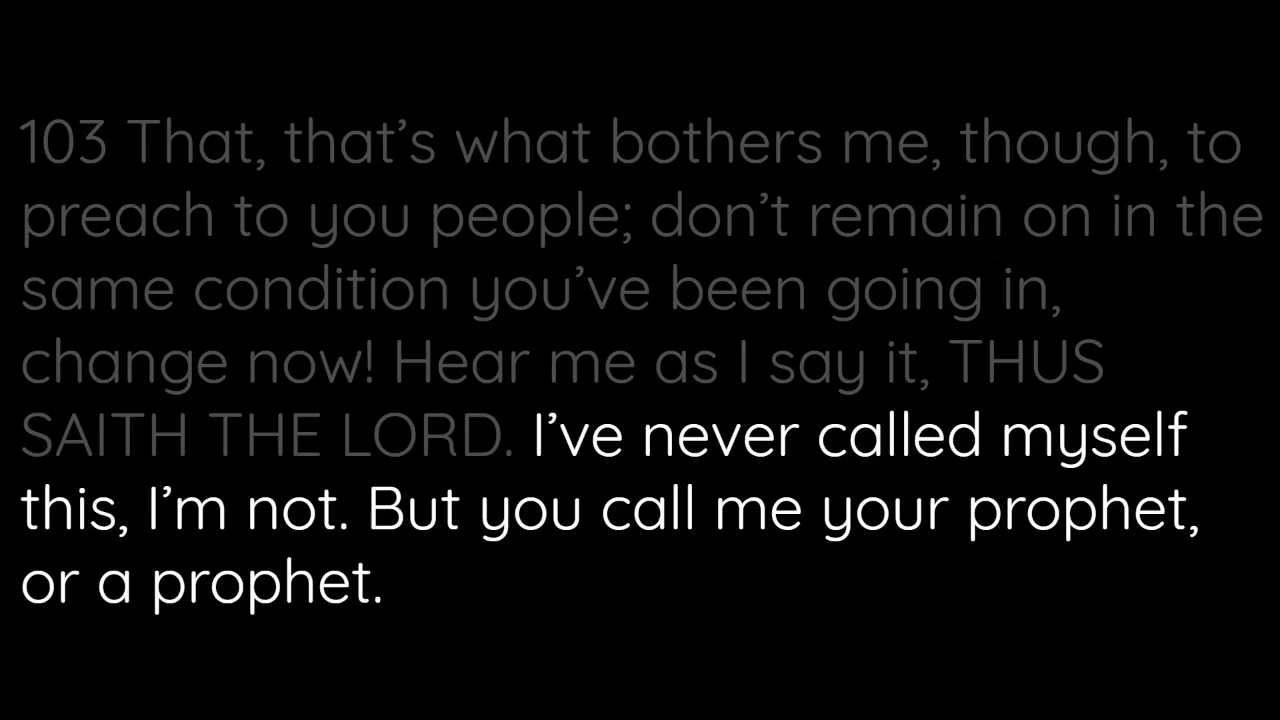 103 That, that’s what bothers me, though, to
preach to you people; don’t remain on in the
same condition you’ve been going in,
change now! Hear me as I say it, THUS
SAITH THE LORD. I’ve never called myself
this, I’m not. But you call me your prophet,
or a prophet.